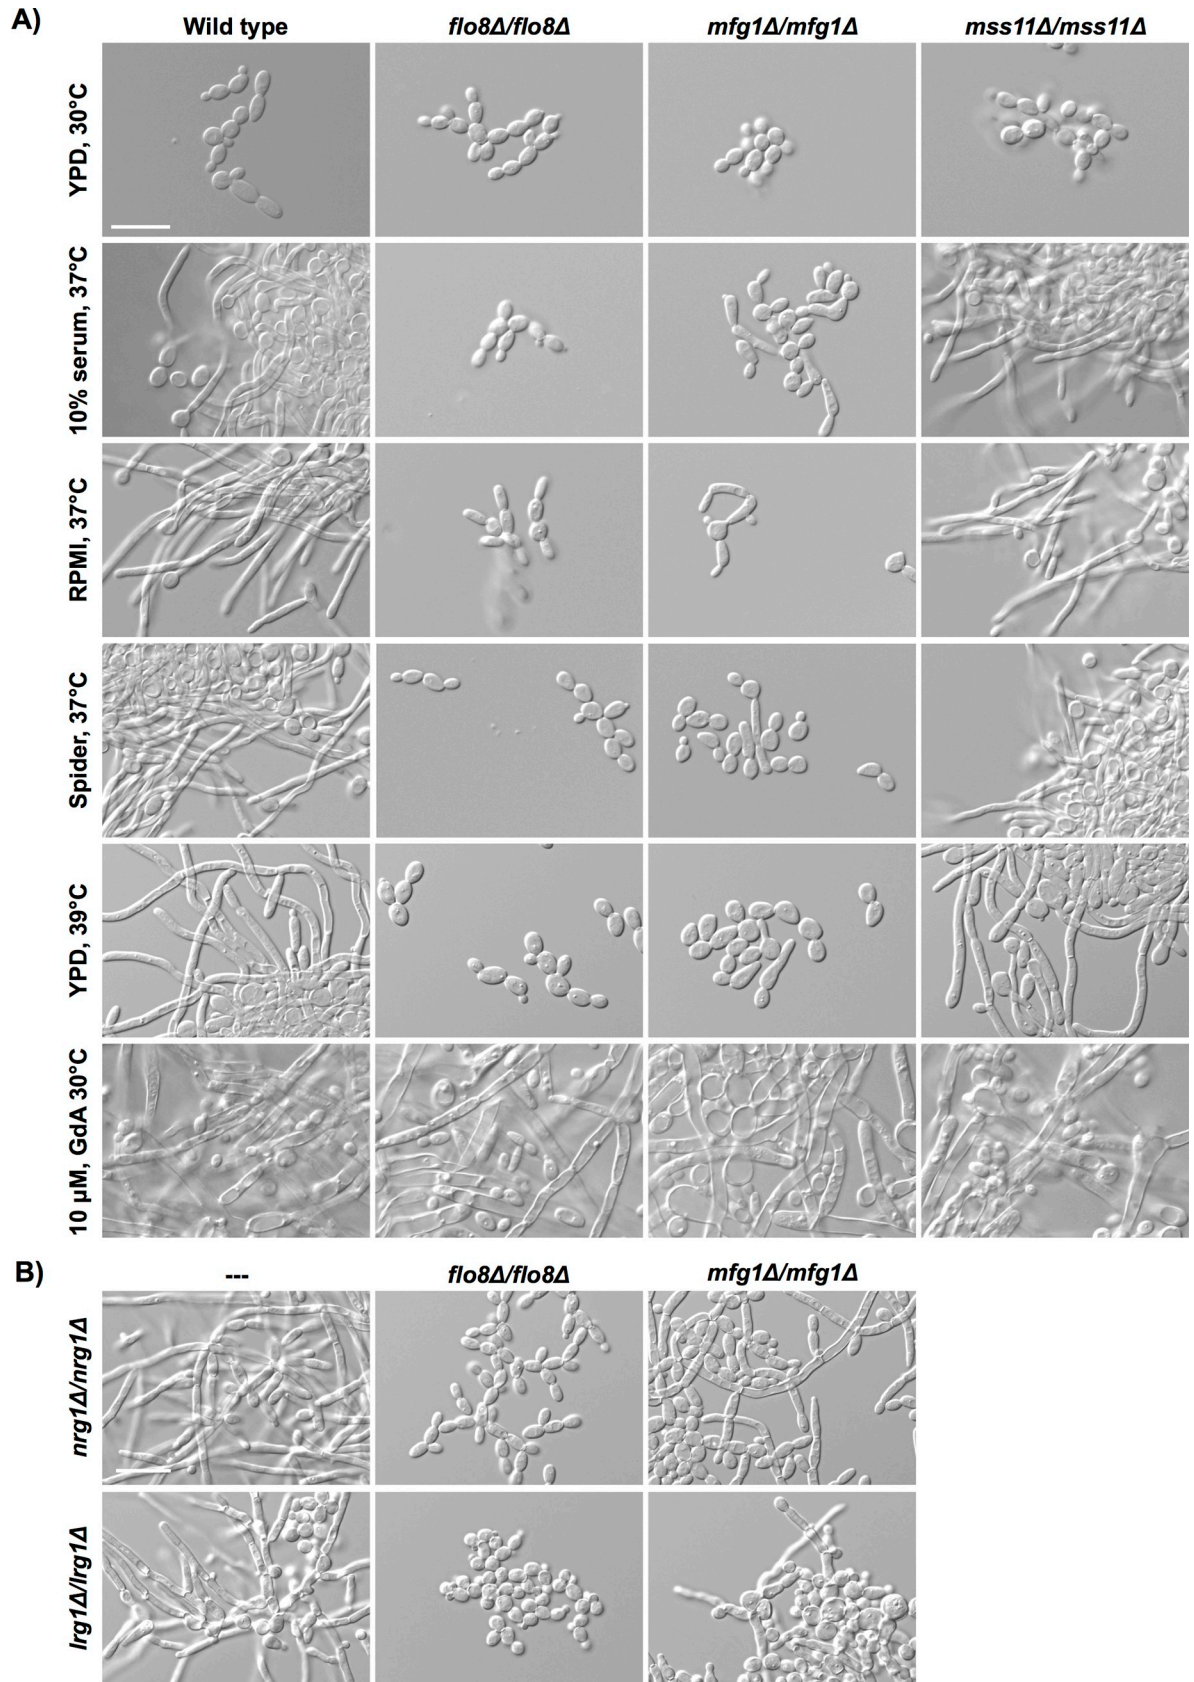 A)
Wild type flo8Δ/flo8Δ mfg1Δ/mfg1Δ mss11Δ/mss11Δ
YPD, 30°C
10% serum, 37°C
RPMI, 37°C
Spider, 37°C
YPD, 39°C
10 µM, GdA 30°C
B)
--- flo8Δ/flo8Δ mfg1Δ/mfg1Δ
nrg1Δ/nrg1Δ
lrg1Δ/lrg1Δ